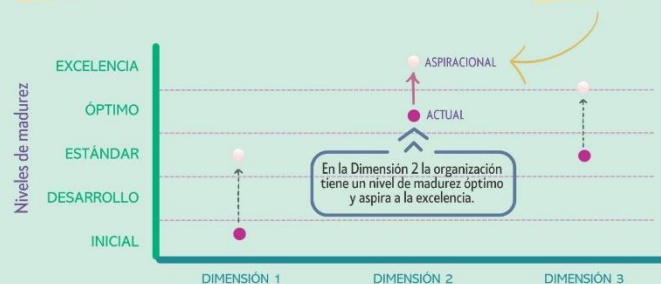 Niveles de madurez
EXCELENCIA
ÓPTIMO
ESTÁNDAR
DESARROLLO
INICIAL
ASPIRACIONAL
ACTUAL
En la Dimensión 2 la organización
tiene un nivel de madurez óptimo
y aspira a la excelencia.
DIMENSIÓN 1
DIMENSIÓN 2
DIMENSIÓN 3